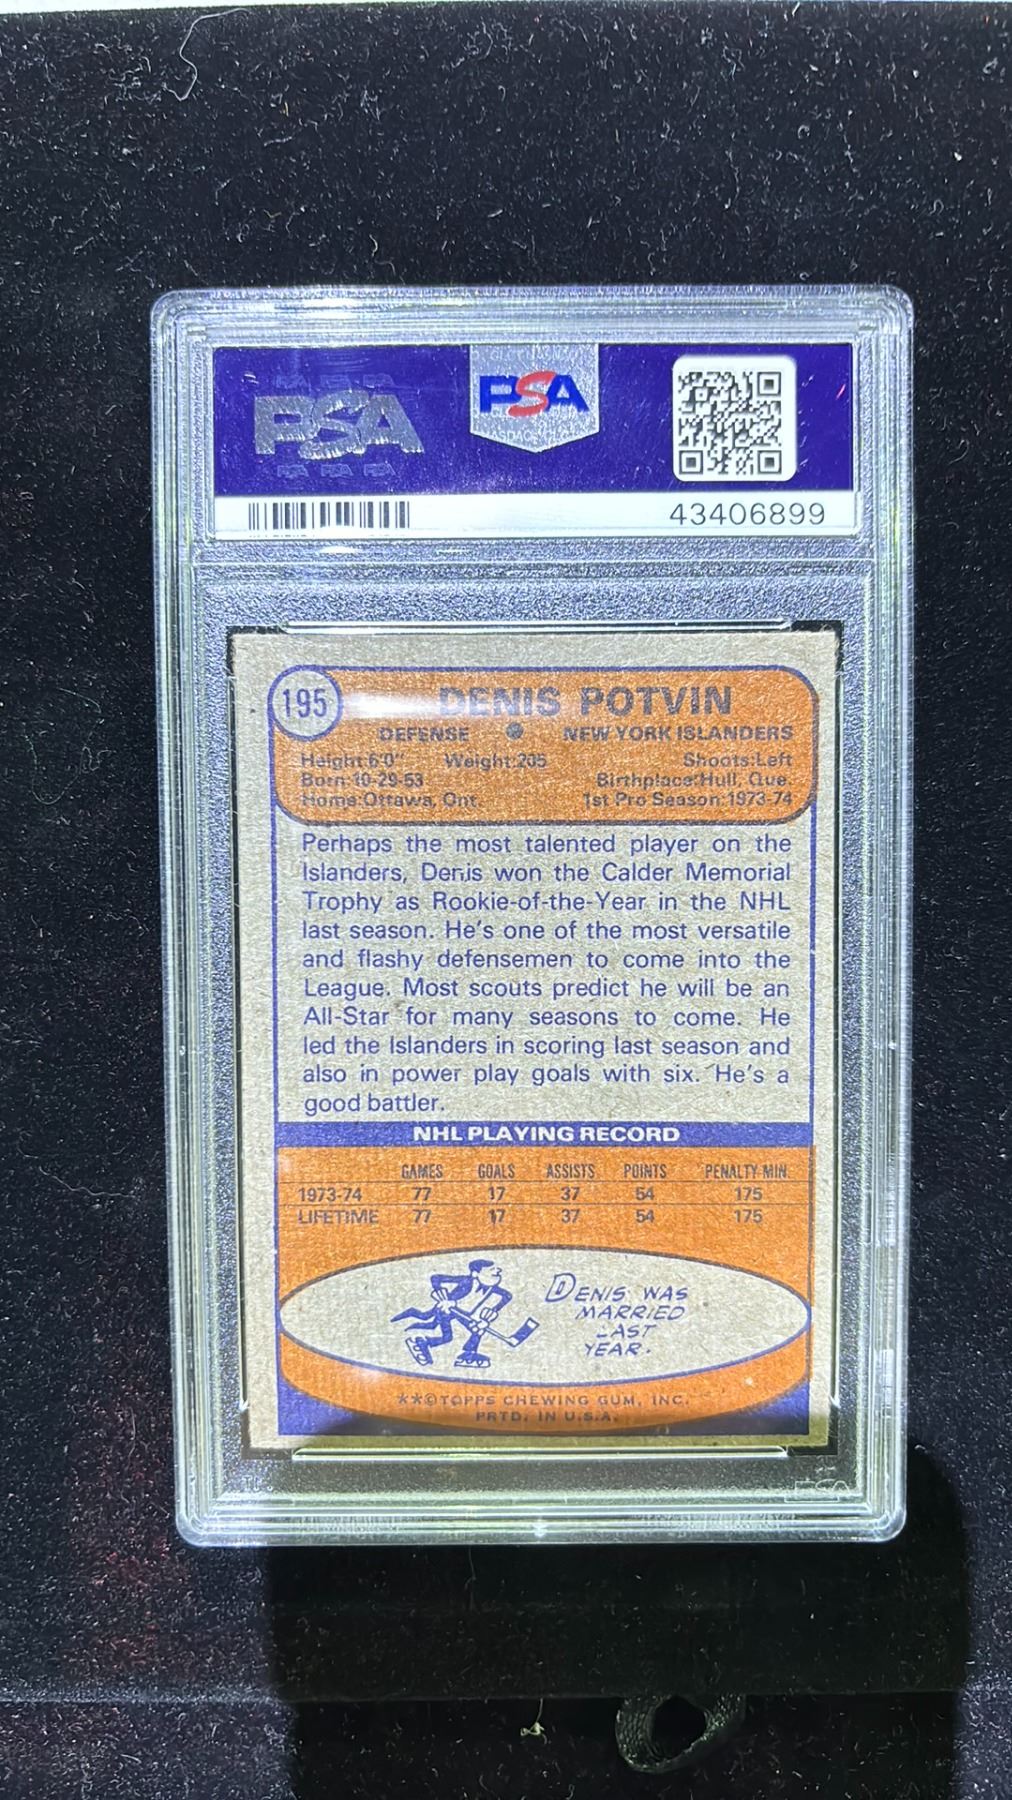 PSA
PSA
43406899
195
DENIS POTVIN
DEFENSE
NEW YORK ISLANDERS
Height:6'0" Weight:205 Shoots:Left
Born:10-29-53 Birthplace:Hull, Que.
Home:Ottawa, Ont. 1st Pro Season:1973-74
Perhaps the most talented player on the
Islanders, Denis won the Calder Memorial
Trophy as Rookie-of-the-Year in the NHL
last season. He's one of the most versatile
and flashy defensemen to come into the
League. Most scouts predict he will be an
All-Star for many seasons to come. He
led the Islanders in scoring last season and
also in power play goals with six. He's a
good battler.
NHL PLAYING RECORD
GAMES GOALS ASSISTS POINTS PENALTY MIN.
1973-74 77 17 37 54 175
LIFETIME 77 17 37 54 175
DENIS WAS
MARRIED
LAST
YEAR.
**©TOPPS CHEWING GUM, INC.
PRTD. IN U.S.A.
PSA